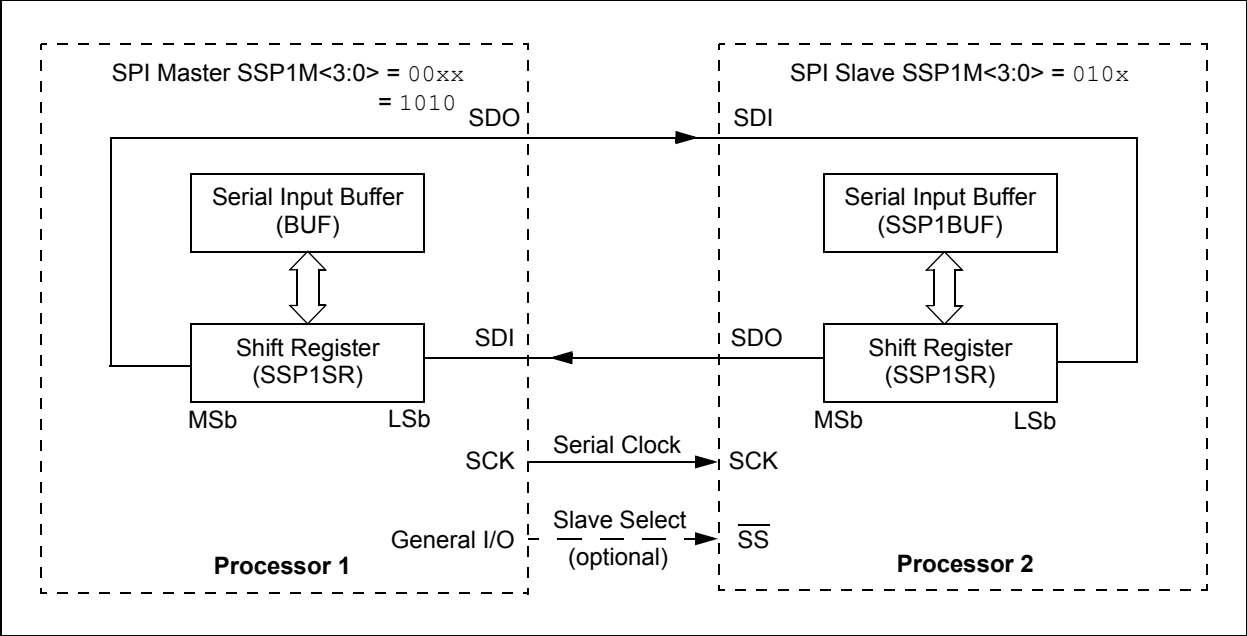 SPI Master SSP1M<3:0> = 00xx
= 1010
SDO
Serial Input Buffer
(BUF)
Shift Register
(SSP1SR)
MSb
LSb
SDI
SCK
General I/O
Processor 1
Serial Clock
Slave Select
(optional)
SPI Slave SSP1M<3:0> = 010x
SDI
Serial Input Buffer
(SSP1BUF)
SDO
Shift Register
(SSP1SR)
MSb
LSb
SCK
SS
Processor 2